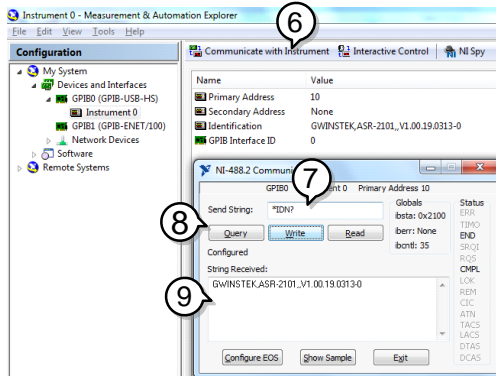 Instrument 0 - Measurement & Automation Explorer
File Edit View Tools Help
6
Configuration
Communicate with Instrument Interactive Control NI Spy
My System
Devices and Interfaces
GPIB0 (GPIB-USB-HS)
Instrument 0
GPIB1 (GPIB-ENET/100)
Network Devices
Software
Remote Systems
Name Value
Primary Address 10
Secondary Address None
Identification GWINSTEK,ASR-2101,,V1.00.19.0313-0
GPIB Interface ID 0
NI-488.2 Communi
7
GPIB0 ent 0 Primary Address 10
Send String: *IDN?
8
Query Write Read
Configured
Globals
ibsta: 0x2100
iberr: None
ibcntl: 35
Status
ERR
TIMO
END
SRQI
RQS
CMPL
LOK
REM
CIC
ATN
TACS
LACS
DTAS
DCAS
String Received:
9
GWINSTEK,ASR-2101,,V1.00.19.0313-0
Configure EOS Show Sample Exit